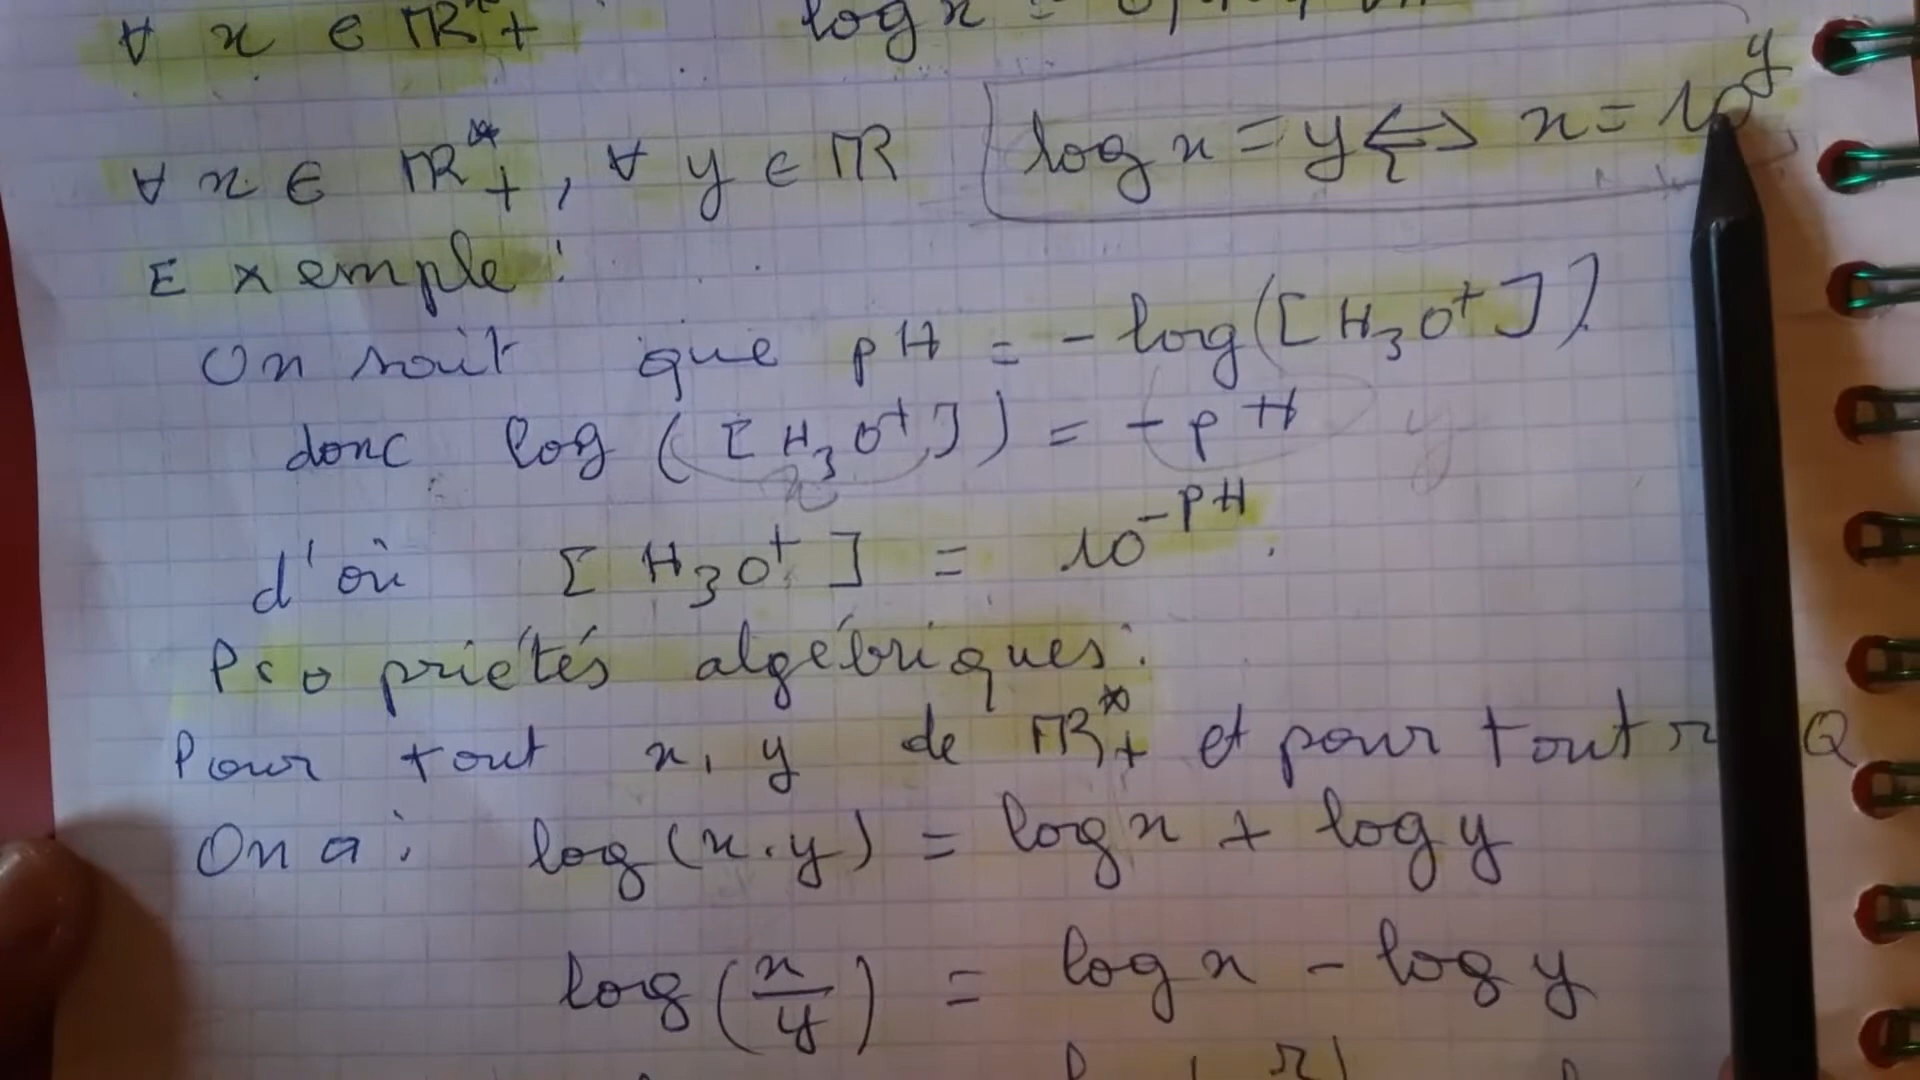 ∀ x ∈ ℝ*+ log x =
∀ x ∈ ℝ*+, ∀ y ∈ ℝ log x = y ⟺ x = 10^y
Exemple :
On sait que pH = -log([H₃O⁺]).
donc log([H₃O⁺]) = -pH y
x
d'où [H₃O⁺] = 10^-PH.
Propriétés algébriques :
Pour tout x, y de ℝ*+ et pour tout r Q
On a : log(x.y) = log x + log y
log(x/y) = log x - log y